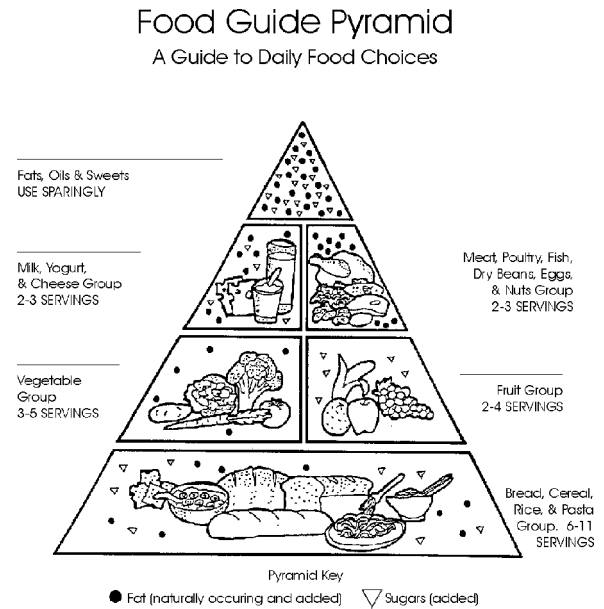 Food Guide Pyramid
A Guide to Daily Food Choices
Fats, Oils & Sweets
USE SPARINGLY
Milk, Yogurt,
& Cheese Group
2-3 SERVINGS
Meat, Poultry, Fish,
Dry Beans, Eggs,
& Nuts Group
2-3 SERVINGS
Vegetable
Group
3-5 SERVINGS
Fruit Group
2-4 SERVINGS
Bread, Cereal,
Rice, & Pasta
Group. 6-11
SERVINGS
Pyramid Key
Fat (naturally occuring and added) Sugars (added)